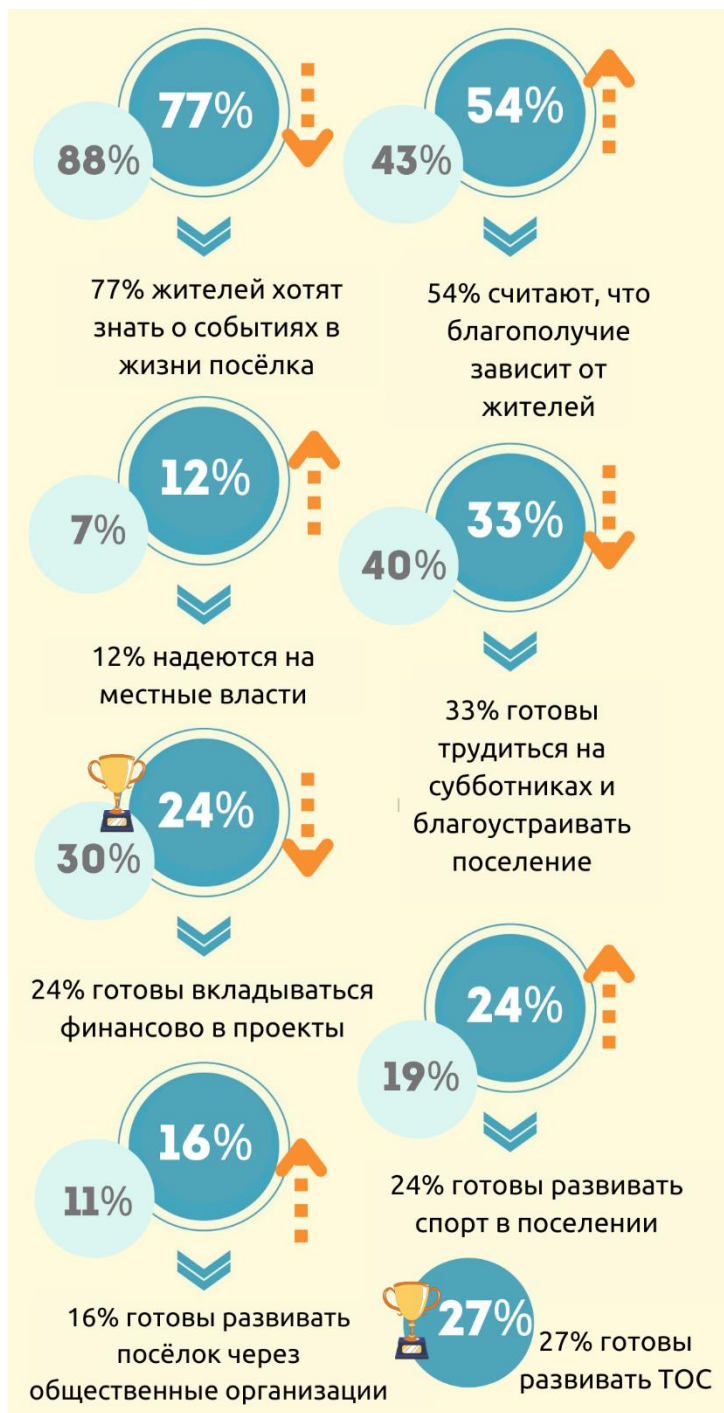 77%
88%
77% жителей хотят
знать о событиях в
жизни посёлка
54%
43%
54% считают, что
благополучие
зависит от
жителей
12%
7%
12% надеются на
местные власти
33%
40%
33% готовы
трудиться на
субботниках и
благоустраивать
поселение
24%
30%
24% готовы вкладываться
финансово в проекты
24%
19%
24% готовы развивать
спорт в поселении
16%
11%
16% готовы развивать
посёлок через
общественные организации
27%
27% готовы
развивать ТОС